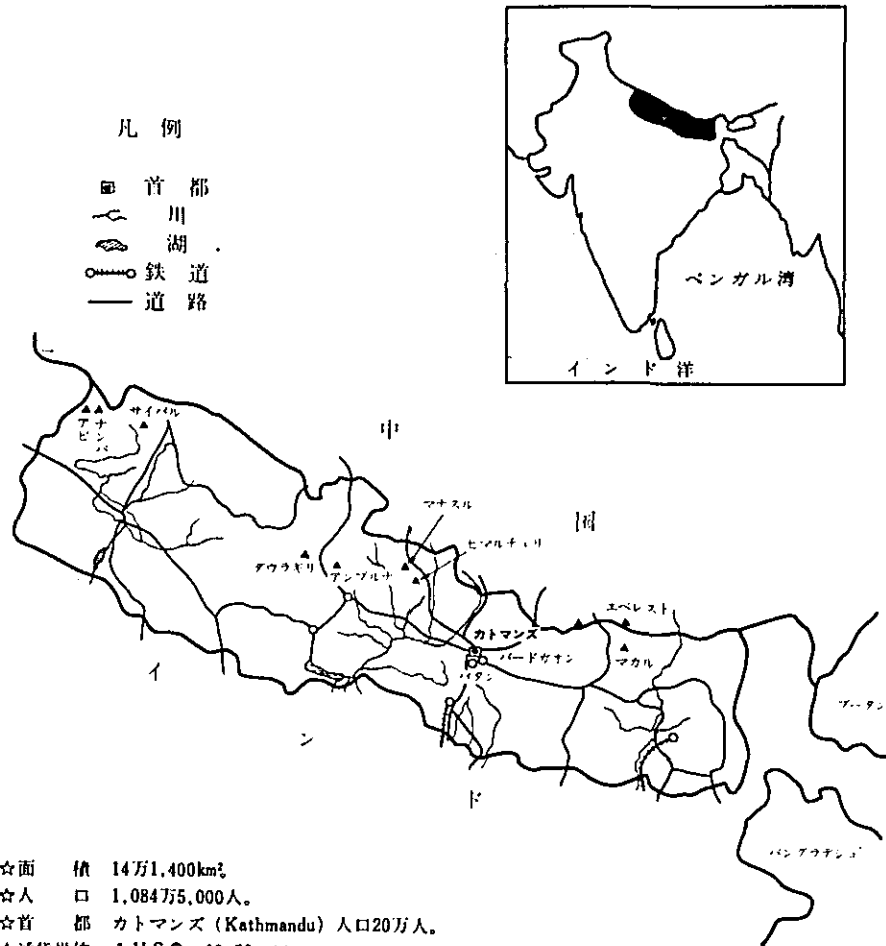 凡例
首都
川
湖
鉄道
道路
ベンガル湾
インド洋
アピ
ナンパ
サイパル
中国
マナスル
ヒマルチュリ
ダウラギリ
アンプルナ
エベレスト
カトマンズ
バードガオン
マカル
パタン
ブータン
インド
バングラデシュ
☆面積 14万1,400km²。
☆人口 1,084万5,000人。
☆首都 カトマンズ (Kathmandu) 人口20万人。